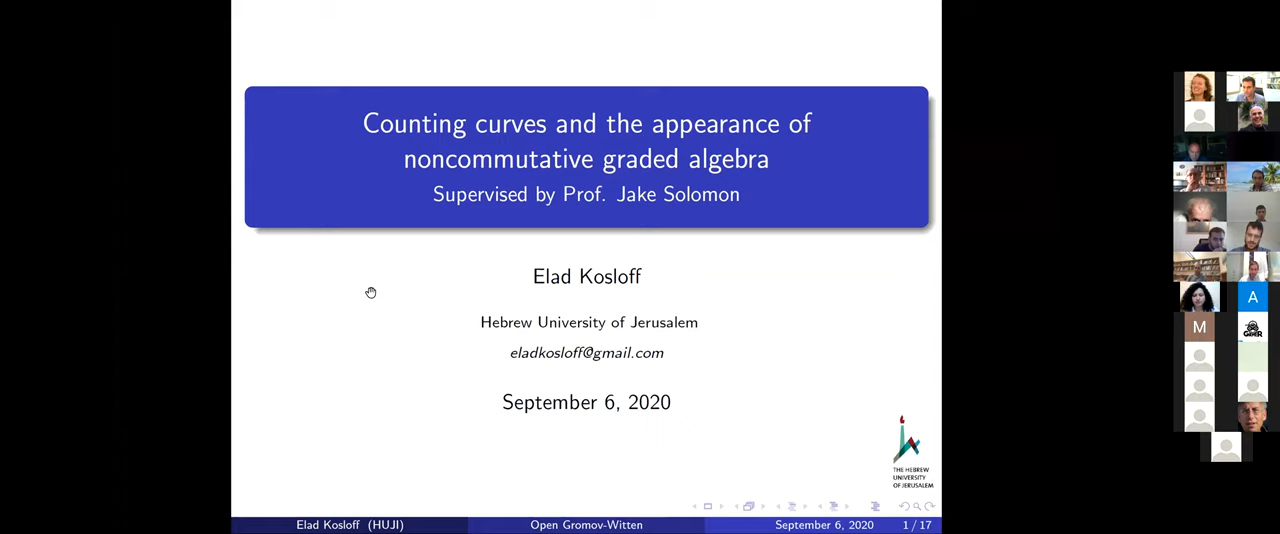 Counting curves and the appearance of
noncommutative graded algebra
Supervised by Prof. Jake Solomon
Elad Kosloff
Hebrew University of Jerusalem
eladkosloff@gmail.com
September 6, 2020
THE HEBREW
UNIVERSITY
OF JERUSALEM
Elad Kosloff (HUJI)
Open Gromov-Witten
September 6, 2020
1 / 17
A
M